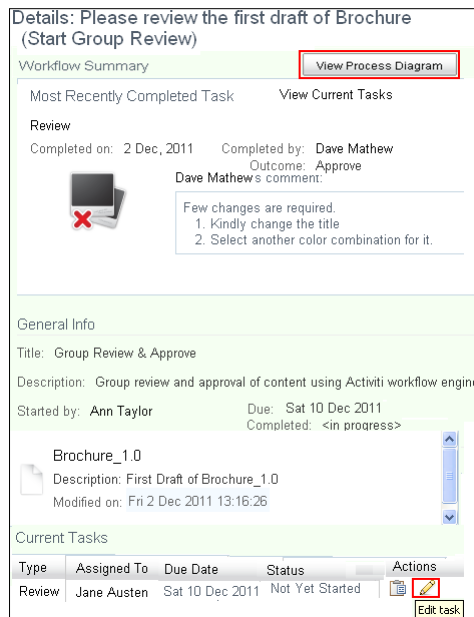 Details: Please review the first draft of Brochure
(Start Group Review)
Workflow Summary
View Process Diagram
Most Recently Completed Task
View Current Tasks
Review
Completed on: 2 Dec, 2011 Completed by: Dave Mathew
Outcome: Approve
Dave Mathew's comment:
Few changes are required.
1. Kindly change the title
2. Select another color combination for it.
General Info
Title: Group Review & Approve
Description: Group review and approval of content using Activiti workflow engine
Started by: Ann Taylor Due: Sat 10 Dec 2011
Completed: <in progress>
Brochure_1.0
Description: First Draft of Brochure_1.0
Modified on: Fri 2 Dec 2011 13:16:26
Current Tasks
Type Assigned To Due Date Status Actions
Review Jane Austen Sat 10 Dec 2011 Not Yet Started
Edit task